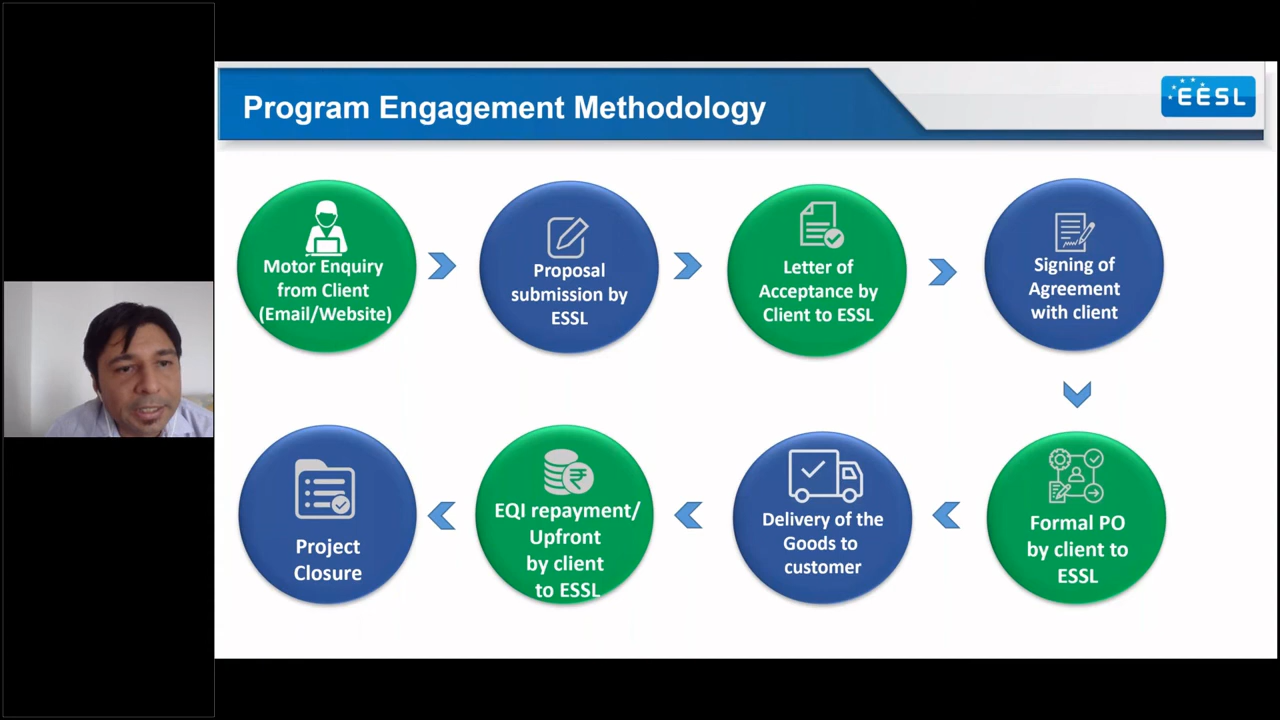 Program Engagement Methodology
EESL
Motor Enquiry
from Client
(Email/Website)
Proposal
submission by
ESSL
Letter of
Acceptance by
Client to ESSL
Signing of
Agreement
with client
Formal PO
by client to
ESSL
Delivery of the
Goods to
customer
EQI repayment/
Upfront
by client
to ESSL
Project
Closure